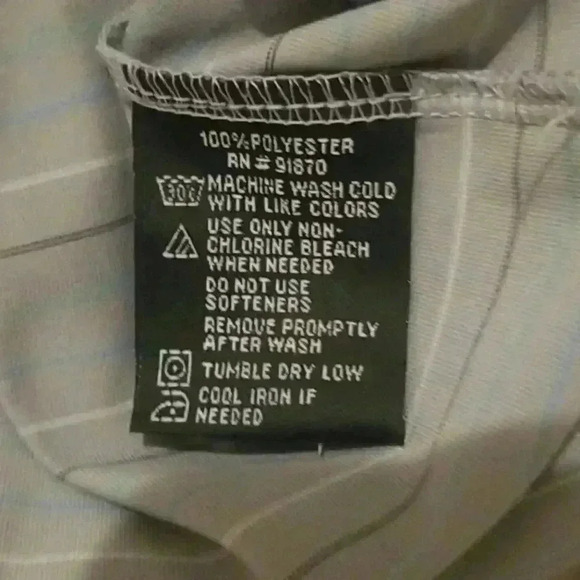 100% POLYESTER
RN # 91870
30c MACHINE WASH COLD
WITH LIKE COLORS
USE ONLY NON-
CHLORINE BLEACH
WHEN NEEDED
DO NOT USE
SOFTENERS
REMOVE PROMPTLY
AFTER WASH
TUMBLE DRY LOW
COOL IRON IF
NEEDED